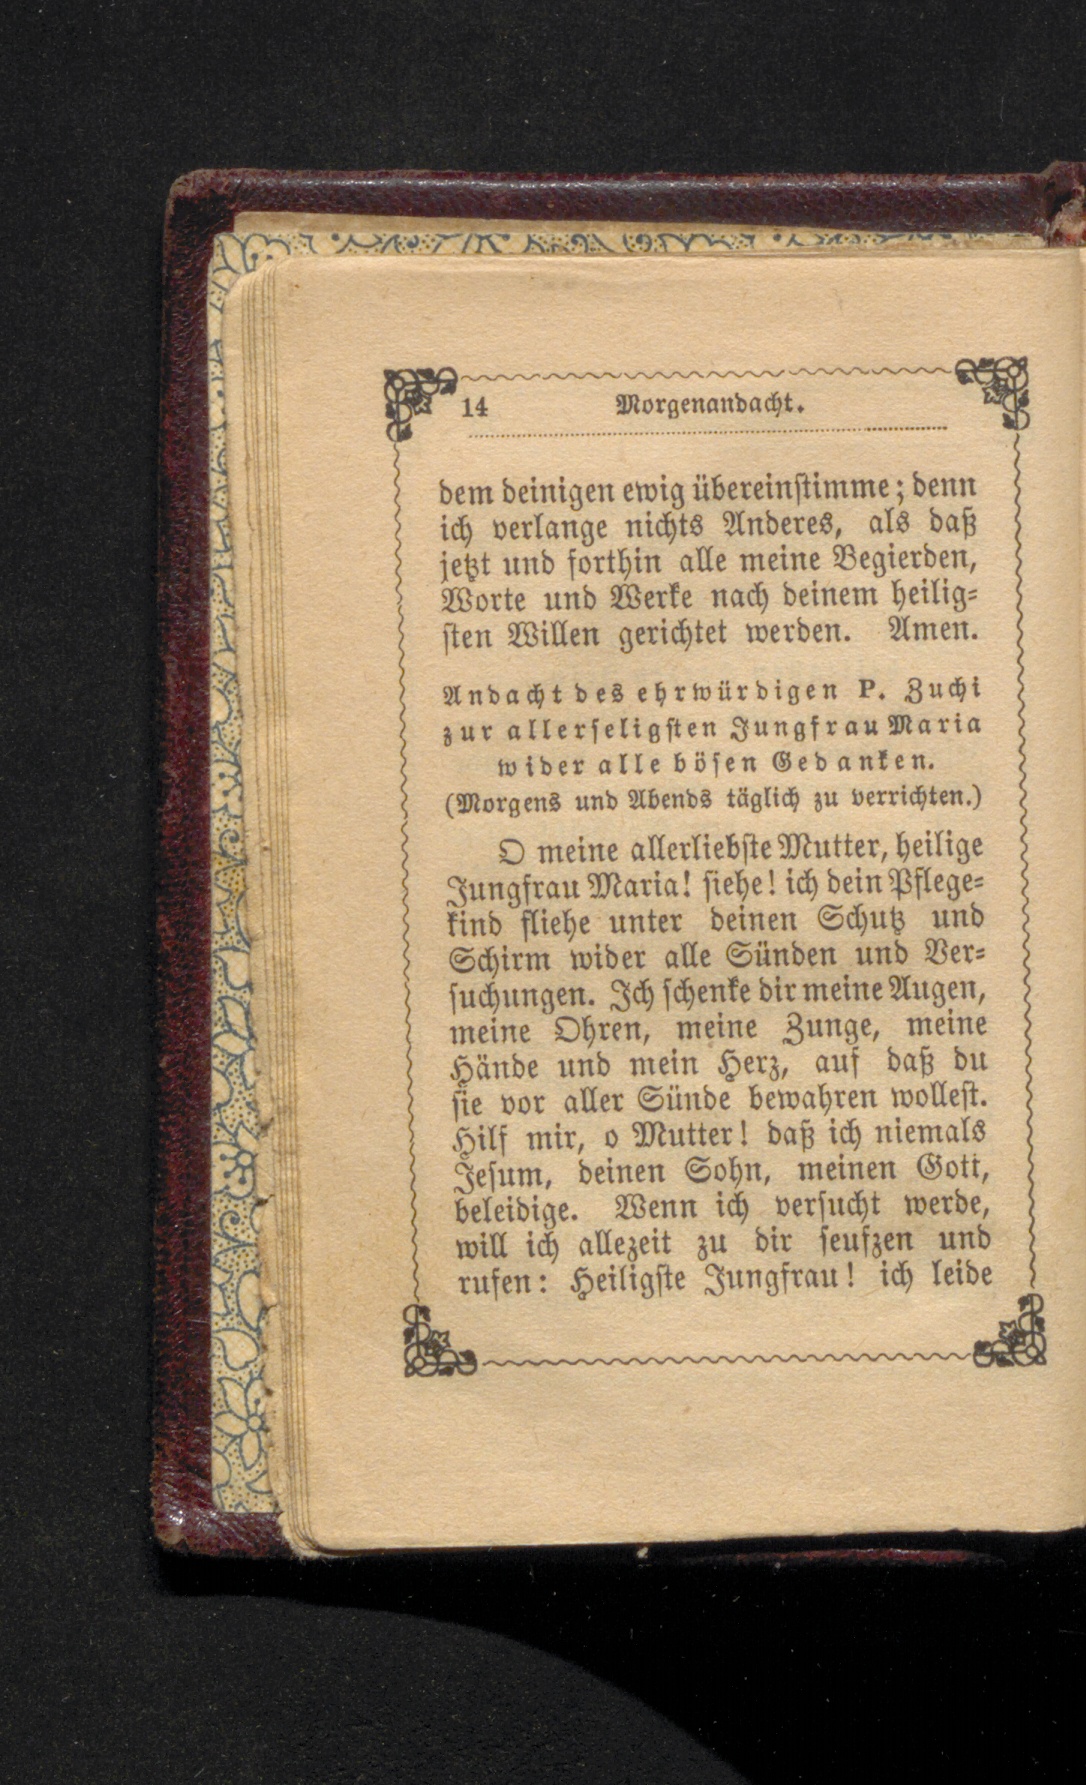 14 Morgenandacht.
dem deinigen ewig übereinstimme; denn
ich verlange nichts Anderes, als daß
jetzt und forthin alle meine Begierden,
Worte und Werke nach deinem heilig-
sten Willen gerichtet werden. Amen.
Andacht des ehrwürdigen P. Zuchi
zur allerseligsten Jungfrau Maria
wider alle bösen Gedanken.
(Morgens und Abends täglich zu verrichten.)
O meine allerliebste Mutter, heilige
Jungfrau Maria! siehe! ich dein Pflege-
kind fliehe unter deinen Schutz und
Schirm wider alle Sünden und Ver-
suchungen. Ich schenke dir meine Augen,
meine Ohren, meine Zunge, meine
Hände und mein Herz, auf daß du
sie vor aller Sünde bewahren wollest.
Hilf mir, o Mutter! daß ich niemals
Jesum, deinen Sohn, meinen Gott,
beleidige. Wenn ich versucht werde,
will ich allezeit zu dir seufzen und
rufen: Heiligste Jungfrau! ich leide